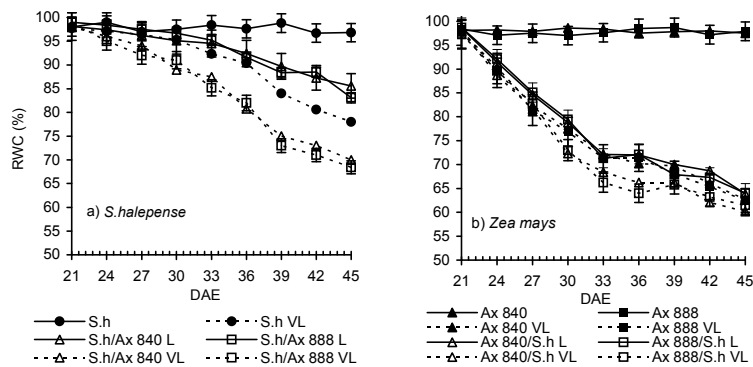 100
95
90
85
80
75
70
65
60
55
50
RWC (%)
a) S.halepense
21 24 27 30 33 36 39 42 45
DAE
S.h
S.h VL
S.h/Ax 840 L
S.h/Ax 888 L
S.h/Ax 840 VL
S.h/Ax 888 VL
100
95
90
85
80
75
70
65
60
55
50
b) Zea mays
21 24 27 30 33 36 39 42 45
DAE
Ax 840
Ax 888
Ax 840 VL
Ax 888 VL
Ax 840/S.h L
Ax 888/S.h L
Ax 840/S.h VL
Ax 888/S.h VL